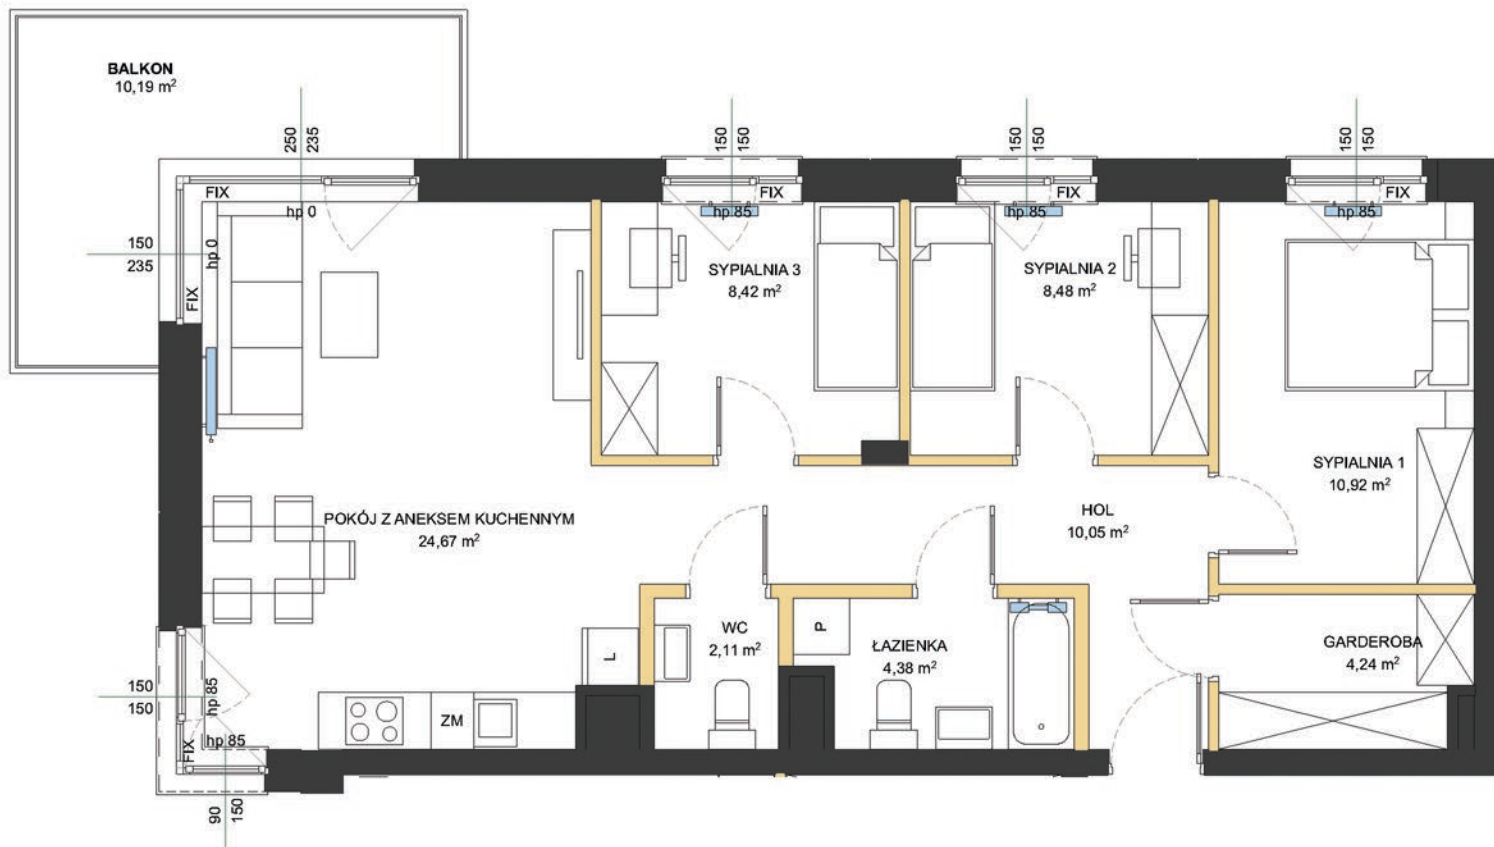 BALKON
10,19 m²
250
235
150
150
150
150
150
150
FIX
hp 0
FIX
hp 85
FIX
hp 85
FIX
hp 85
150
235
hp 0
FIX
SYPIALNIA 3
8,42 m²
SYPIALNIA 2
8,48 m²
SYPIALNIA 1
10,92 m²
POKÓJ Z ANEKSEM KUCHENNYM
24,67 m²
HOL
10,05 m²
WC
2,11 m²
P
ŁAZIENKA
4,38 m²
GARDEROBA
4,24 m²
L
150
150
hp 85
ZM
FIX
hp 85
90
150